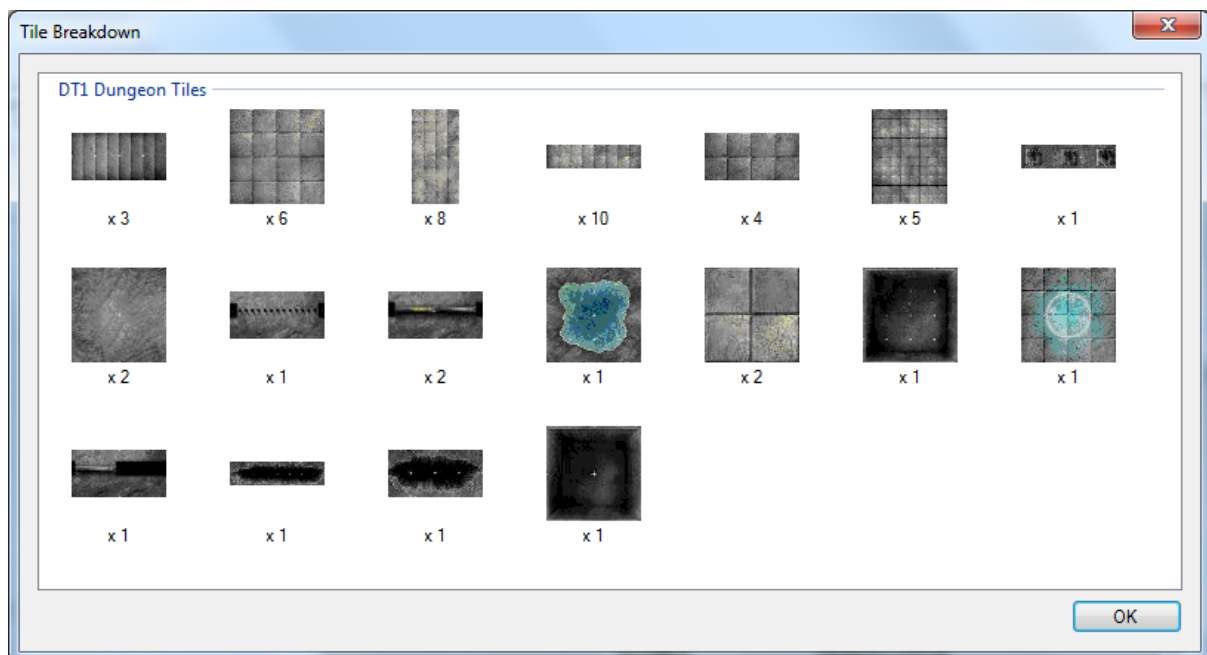 Tile Breakdown
X
DT1 Dungeon Tiles
x 3 x 6 x 8 x 10 x 4 x 5 x 1
x 2 x 1 x 2 x 1 x 2 x 1 x 1
x 1 x 1 x 1 x 1
OK